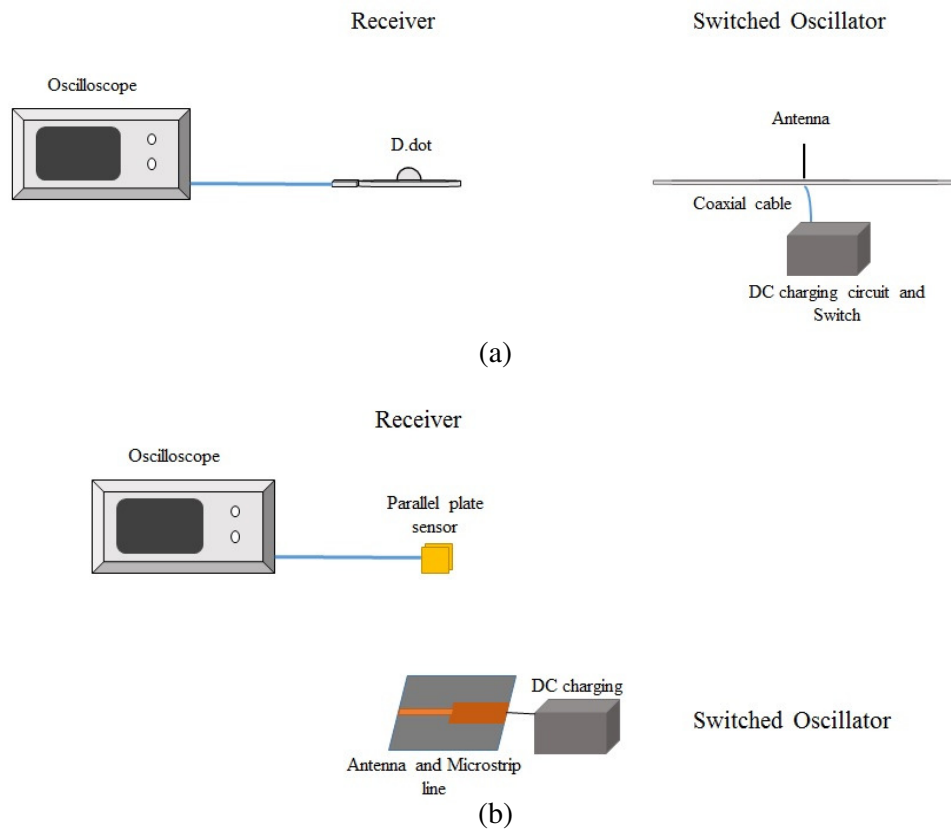 Receiver
Switched Oscillator
Oscilloscope
Antenna
D.dot
Coaxial cable
DC charging circuit and
Switch
(a)
Receiver
Oscilloscope
Parallel plate
sensor
DC charging
Switched Oscillator
Antenna and Microstrip
line
(b)